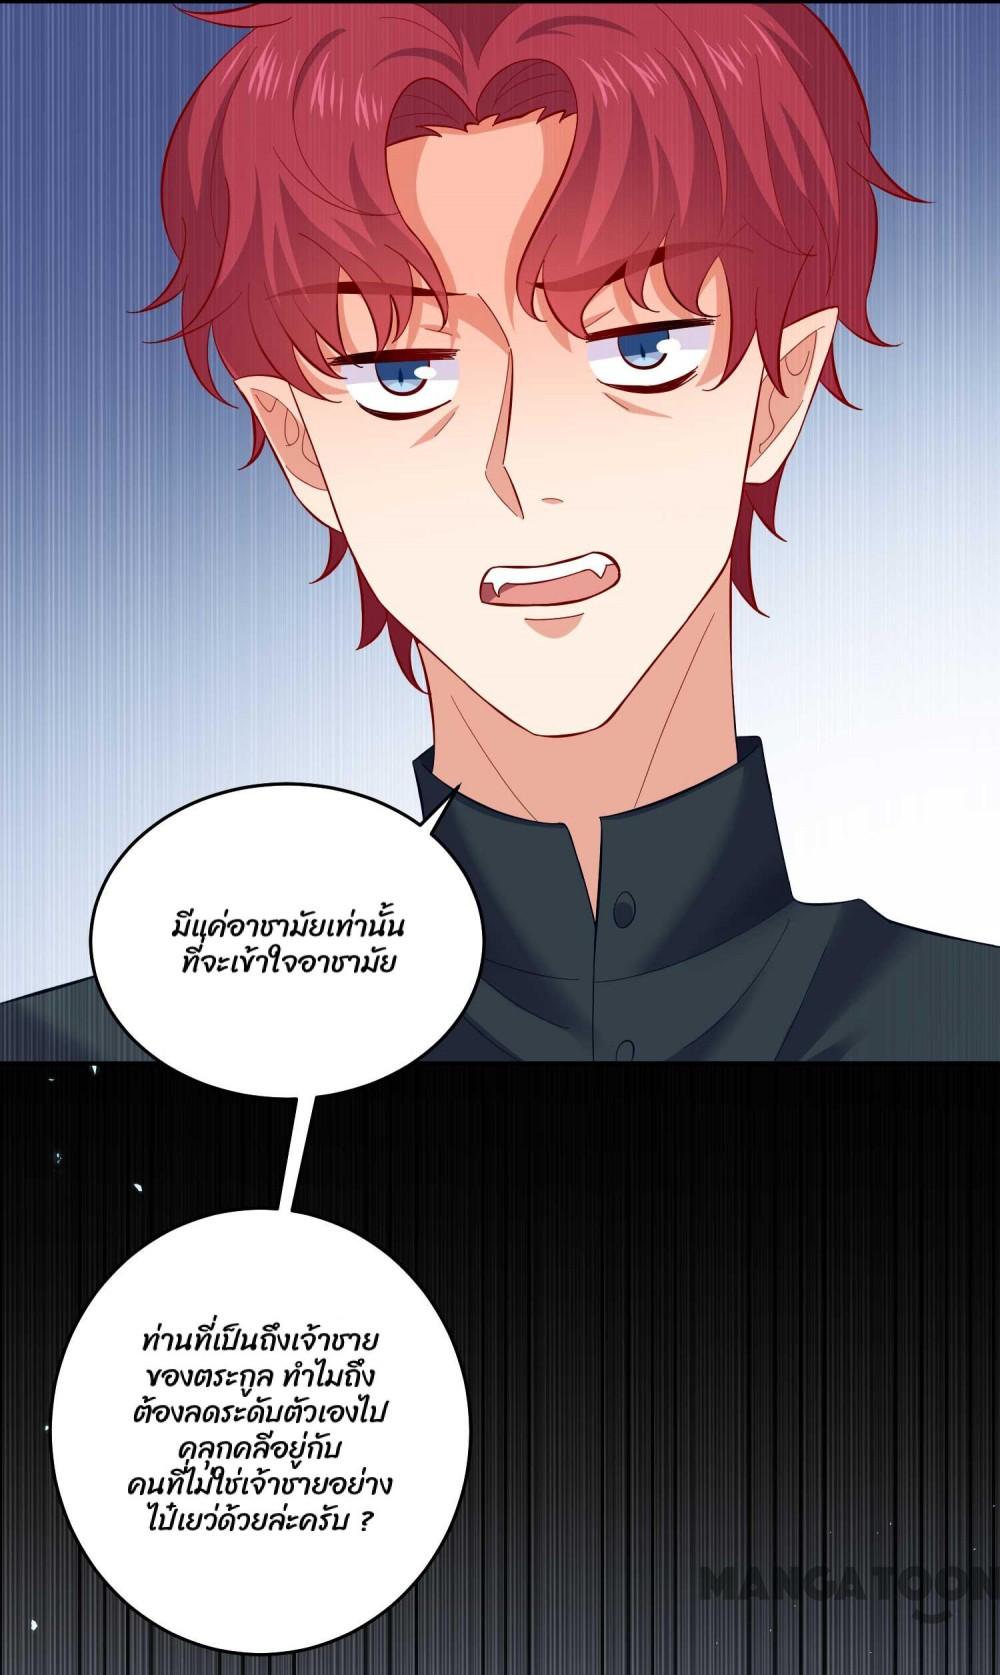 มีแค่อาชามัยเท่านั้น
ที่จะเข้าใจอาชามัย
ท่านที่เป็นถึงเจ้าชาย
ของตระกูล ทำไมถึง
ต้องลดระดับตัวเองไป
คลุกคลีอยู่กับ
คนที่ไม่ใช่เจ้าชายอย่าง
ไป๋เยว่ด้วยล่ะครับ ?
MANGATOON